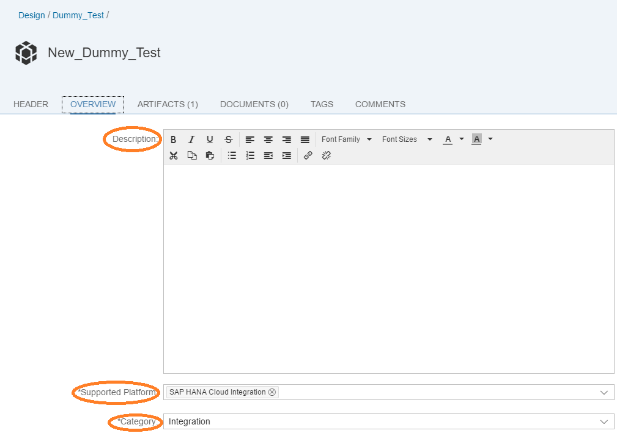 Design / Dummy_Test /
New_Dummy_Test
HEADER OVERVIEW ARTIFACTS (1) DOCUMENTS (0) TAGS COMMENTS
Description:
B I U S Font Family Font Sizes A A
*Supported Platform: SAP HANA Cloud Integration
*Category: Integration